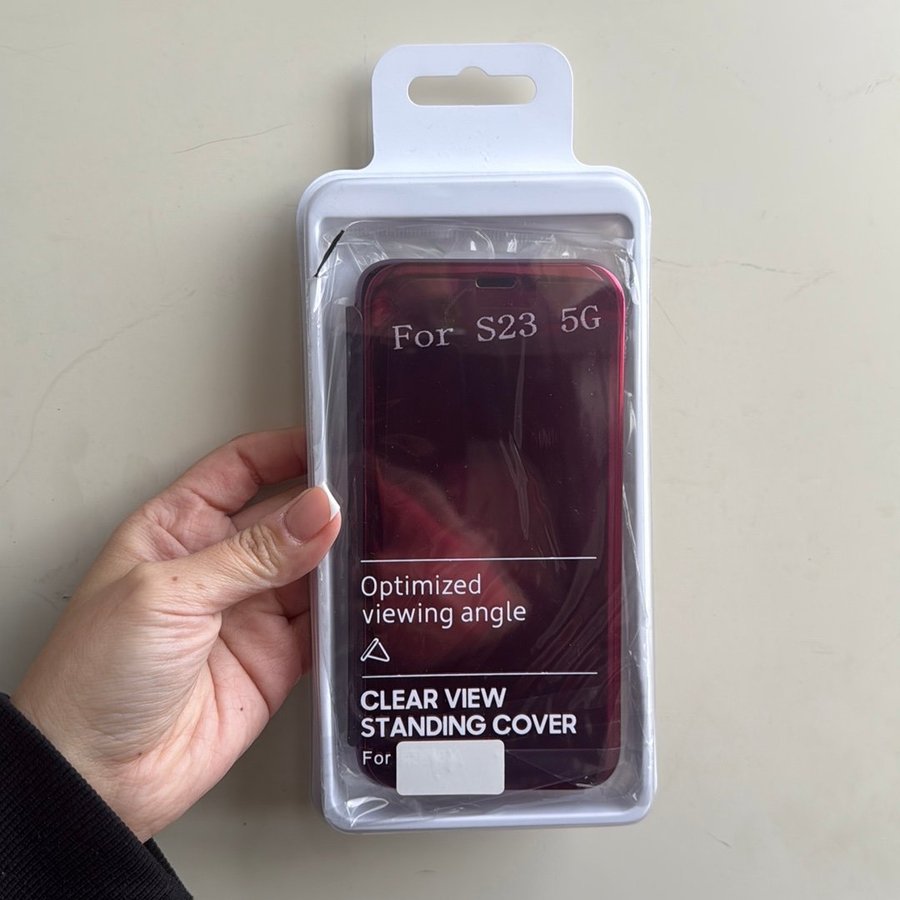 For S23 5G
Optimized
viewing angle
CLEAR VIEW
STANDING COVER
For